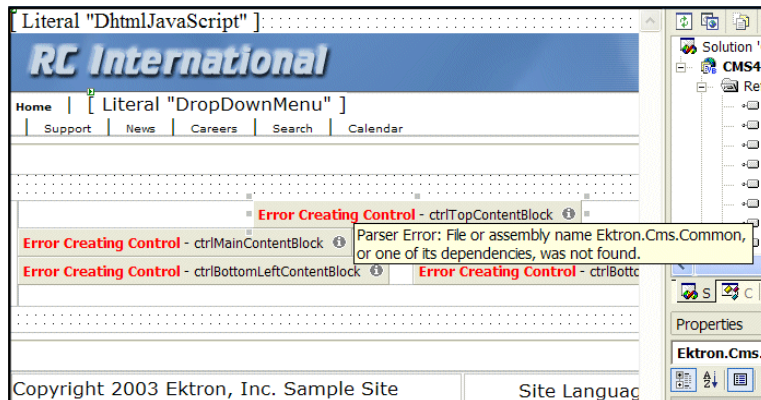 [ Literal "DhtmlJavaScript" ]
RC International
Home | [ Literal "DropDownMenu" ]
Support | News | Careers | Search | Calendar
Error Creating Control - ctrlTopContentBlock
Error Creating Control - ctrlMainContentBlock
Parser Error: File or assembly name Ektron.Cms.Common,
or one of its dependencies, was not found.
Error Creating Control - ctrlBottomLeftContentBlock
Error Creating Control - ctrlBotto
Copyright 2003 Ektron, Inc. Sample Site
Site Languag
Solution '
CMS4
Re
S
C
Properties
Ektron.Cms.